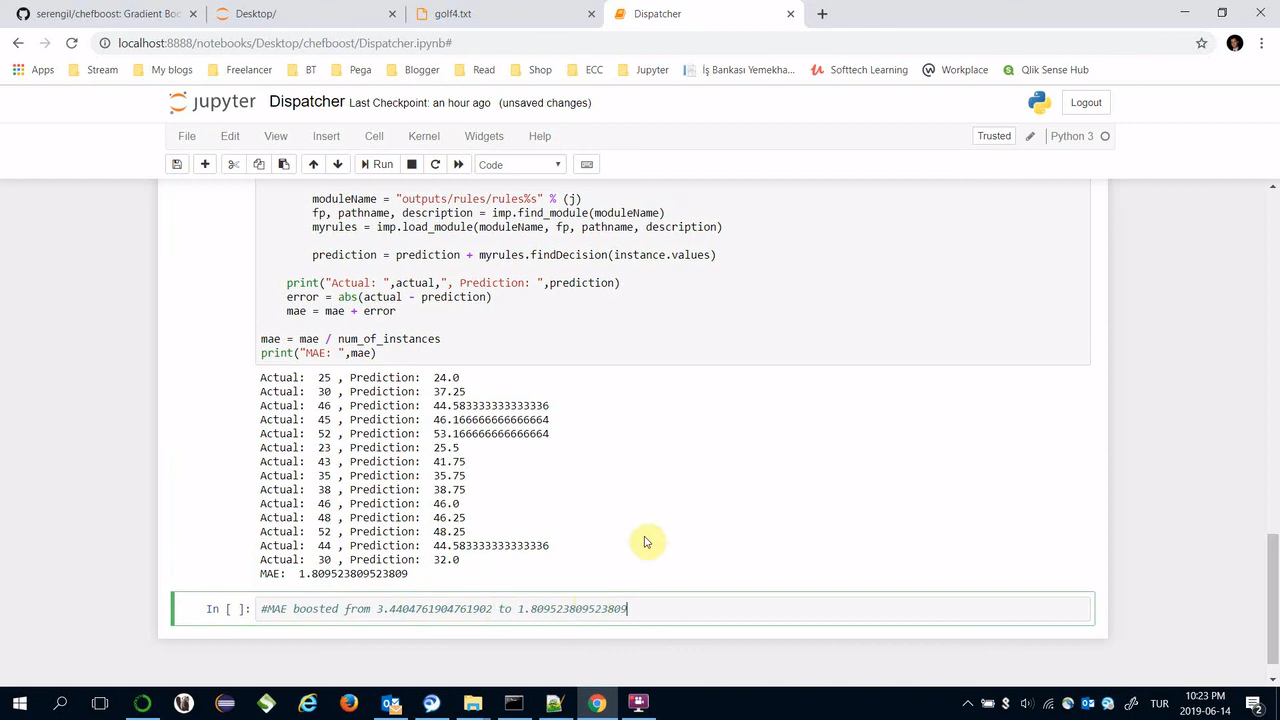 serengil/chefboost: Gradient Boo
Desktop/
golf4.txt
Dispatcher
localhost:8888/notebooks/Desktop/chefboost/Dispatcher.ipynb#
Apps Stream My blogs Freelancer BT Pega Blogger Read Shop ECC Jupyter İş Bankası Yemekha... Softtech Learning Workplace Qlik Sense Hub
jupyter Dispatcher Last Checkpoint: an hour ago (unsaved changes)
Logout
File Edit View Insert Cell Kernel Widgets Help
Trusted
Python 3
Run
Code
moduleName = "outputs/rules/rules%s" % (j)
fp, pathname, description = imp.find_module(moduleName)
myrules = imp.load_module(moduleName, fp, pathname, description)
prediction = prediction + myrules.findDecision(instance.values)
print("Actual: ",actual,", Prediction: ",prediction)
error = abs(actual - prediction)
mae = mae + error
mae = mae / num_of_instances
print("MAE: ",mae)
Actual:  25 , Prediction:  24.0
Actual:  30 , Prediction:  37.25
Actual:  46 , Prediction:  44.583333333333336
Actual:  45 , Prediction:  46.166666666666664
Actual:  52 , Prediction:  53.166666666666664
Actual:  23 , Prediction:  25.5
Actual:  43 , Prediction:  41.75
Actual:  35 , Prediction:  35.75
Actual:  38 , Prediction:  38.75
Actual:  46 , Prediction:  46.0
Actual:  48 , Prediction:  46.25
Actual:  52 , Prediction:  48.25
Actual:  44 , Prediction:  44.583333333333336
Actual:  30 , Prediction:  32.0
MAE:  1.809523809523809
In [ ]: #MAE boosted from 3.4404761904761902 to 1.809523809523809
TUR
10:23 PM
2019-06-14
2